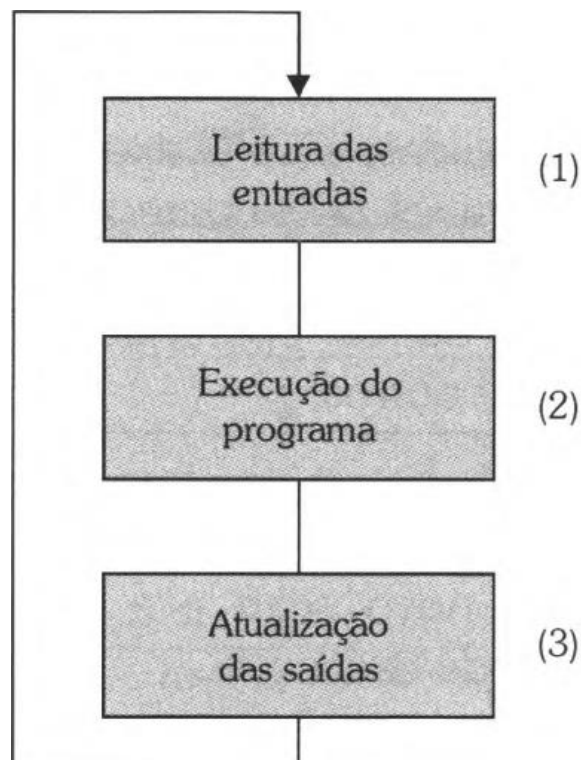 Leitura das
entradas
(1)
Execução do
programa
(2)
Atualização
das saídas
(3)